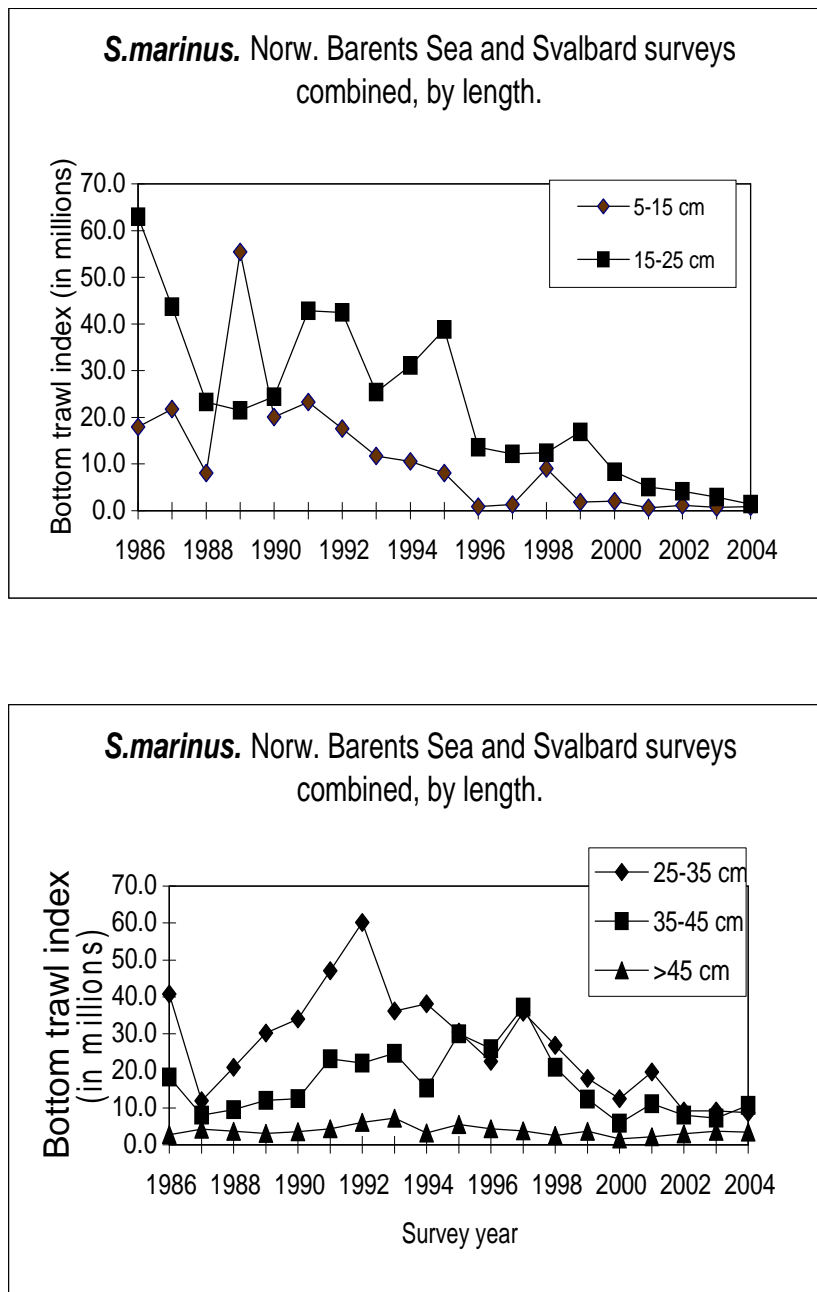 S.marinus. Norw. Barents Sea and Svalbard surveys
combined, by length.
Bottom trawl index (in millions)
70.0
60.0
50.0
40.0
30.0
20.0
10.0
0.0
5-15 cm
15-25 cm
1986 1988 1990 1992 1994 1996 1998 2000 2002 2004
S.marinus. Norw. Barents Sea and Svalbard surveys
combined, by length.
Bottom trawl index
(in millions)
70.0
60.0
50.0
40.0
30.0
20.0
10.0
0.0
25-35 cm
35-45 cm
>45 cm
1986 1988 1990 1992 1994 1996 1998 2000 2002 2004
Survey year